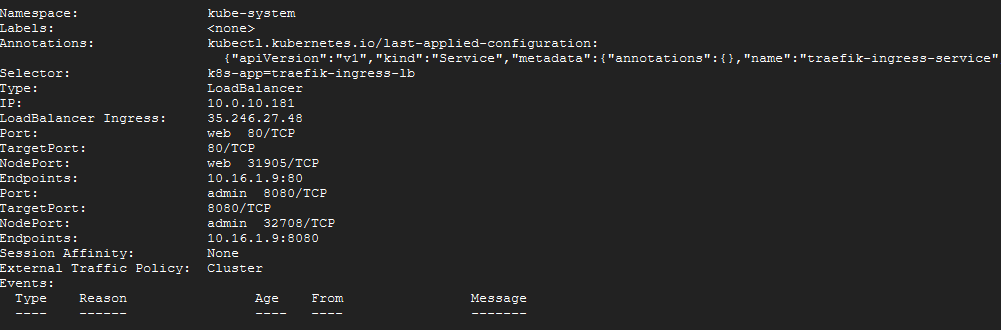 Namespace: kube-system
Labels: <none>
Annotations: kubectl.kubernetes.io/last-applied-configuration:
{"apiVersion":"v1","kind":"Service","metadata":{"annotations":{},"name":"traefik-ingress-service"
Selector: k8s-app=traefik-ingress-lb
Type: LoadBalancer
IP: 10.0.10.181
LoadBalancer Ingress: 35.246.27.48
Port: web 80/TCP
TargetPort: 80/TCP
NodePort: web 31905/TCP
Endpoints: 10.16.1.9:80
Port: admin 8080/TCP
TargetPort: 8080/TCP
NodePort: admin 32708/TCP
Endpoints: 10.16.1.9:8080
Session Affinity: None
External Traffic Policy: Cluster
Events:
Type Reason Age From Message
---- ------ ---- ---- -------